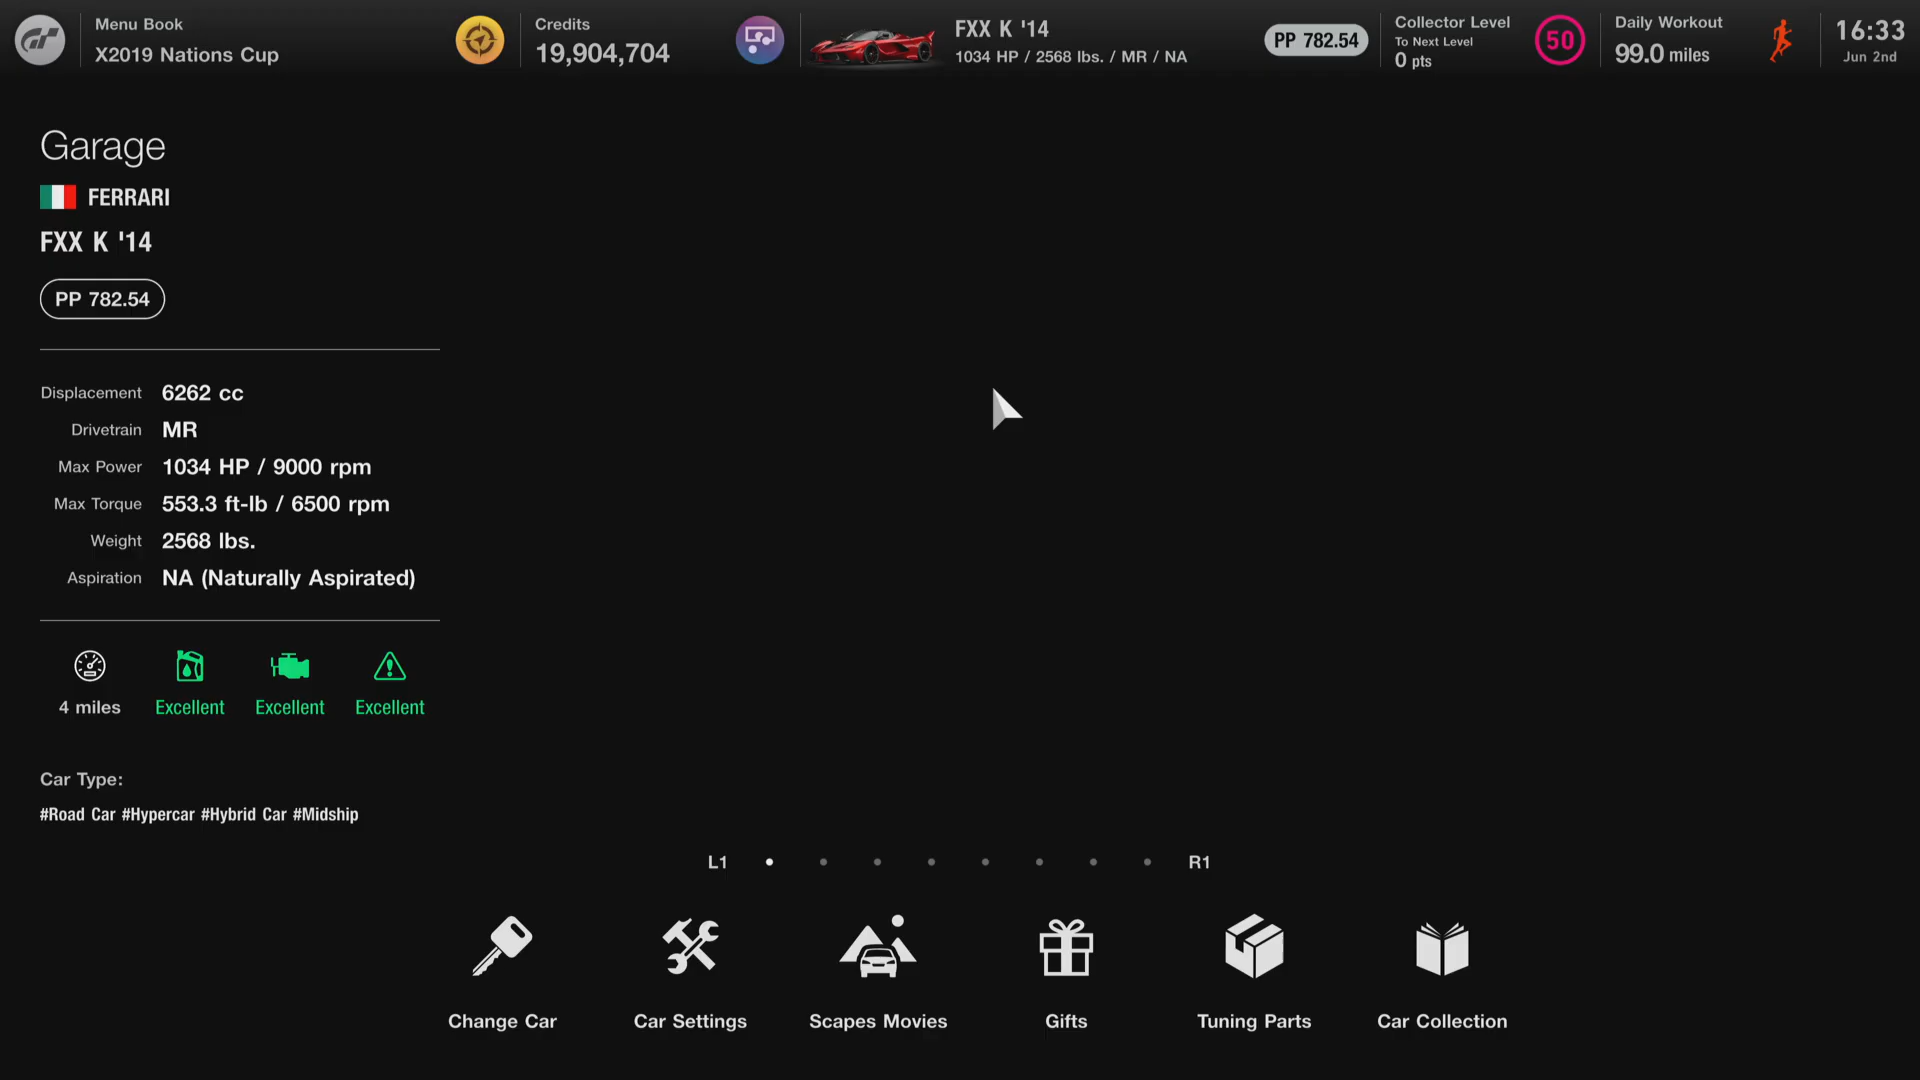 Menu Book
X2019 Nations Cup
Credits
19,904,704
FXX K '14
1034 HP / 2568 lbs. / MR / NA
PP 782.54
Collector Level
To Next Level
0 pts
50
Daily Workout
99.0 miles
16:33
Jun 2nd
Garage
FERRARI
FXX K '14
PP 782.54
Displacement 6262 cc
Drivetrain MR
Max Power 1034 HP / 9000 rpm
Max Torque 553.3 ft-lb / 6500 rpm
Weight 2568 lbs.
Aspiration NA (Naturally Aspirated)
4 miles Excellent Excellent Excellent
Car Type:
#Road Car #Hypercar #Hybrid Car #Midship
L1 R1
Change Car Car Settings Scapes Movies Gifts Tuning Parts Car Collection